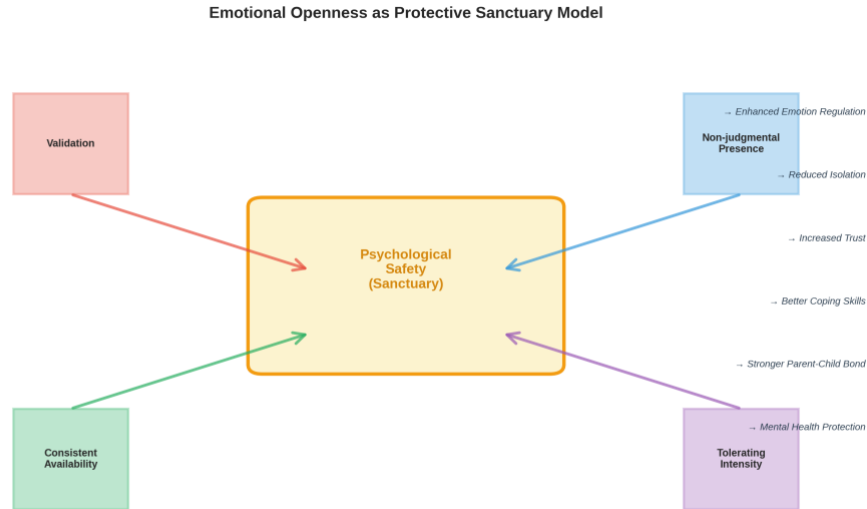 Emotional Openness as Protective Sanctuary Model
Validation
→ Enhanced Emotion Regulation
Non-judgmental
Presence
→ Reduced Isolation
→ Increased Trust
Psychological
Safety
(Sanctuary)
→ Better Coping Skills
→ Stronger Parent-Child Bond
→ Mental Health Protection
Consistent
Availability
Tolerating
Intensity